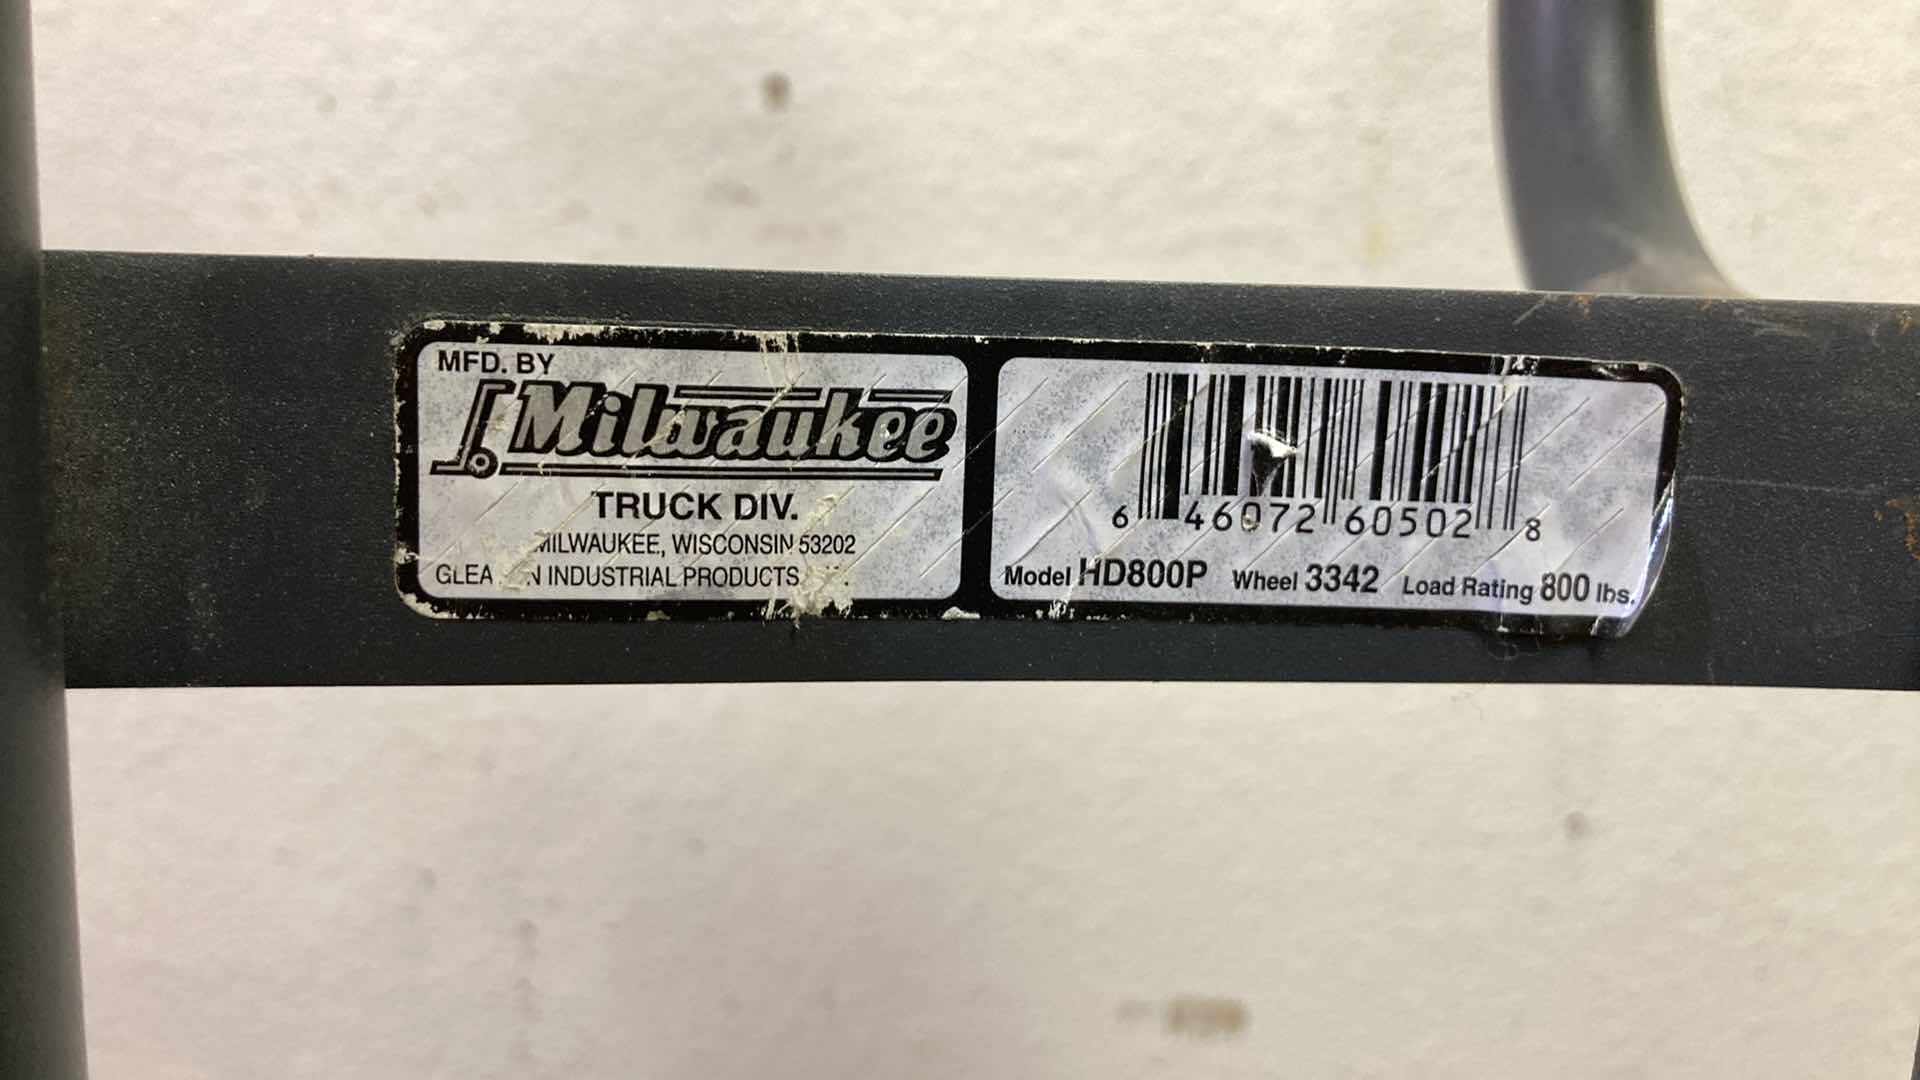 MFD. BY
Milwaukee
TRUCK DIV.
MILWAUKEE, WISCONSIN 53202
INDUSTRIAL PRODUCTS
6 46072 60502 8
Model HD800P Wheel 3342 Load Rating 800 lbs.